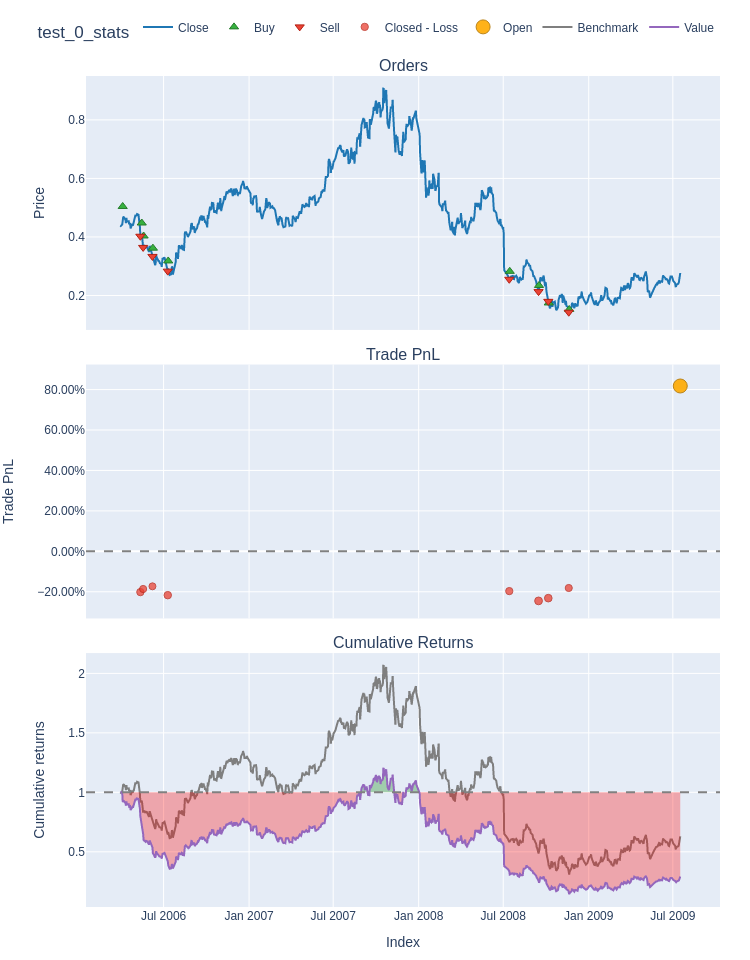 test_0_stats
Close Buy Sell Closed - Loss Open Benchmark Value
Orders
Price
0.8
0.6
0.4
0.2
Trade PnL
Trade PnL
80.00%
60.00%
40.00%
20.00%
0.00%
−20.00%
Cumulative Returns
Cumulative returns
2
1.5
1
0.5
Jul 2006 Jan 2007 Jul 2007 Jan 2008 Jul 2008 Jan 2009 Jul 2009
Index